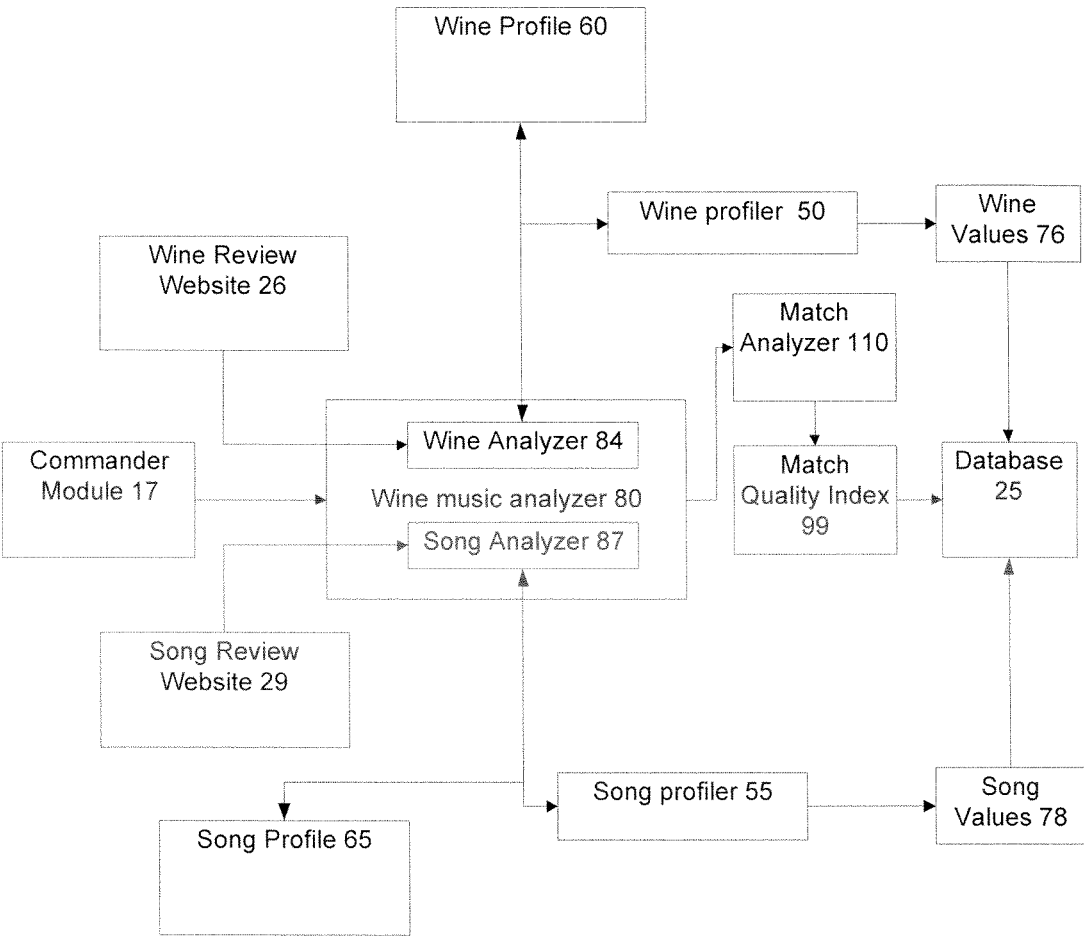 Wine Profile 60
Wine profiler 50
Wine
Values 76
Wine Review
Website 26
Match
Analyzer 110
Wine Analyzer 84
Commander
Module 17
Wine music analyzer 80
Match
Quality Index
99
Database
25
Song Analyzer 87
Song Review
Website 29
Song profiler 55
Song
Values 78
Song Profile 65